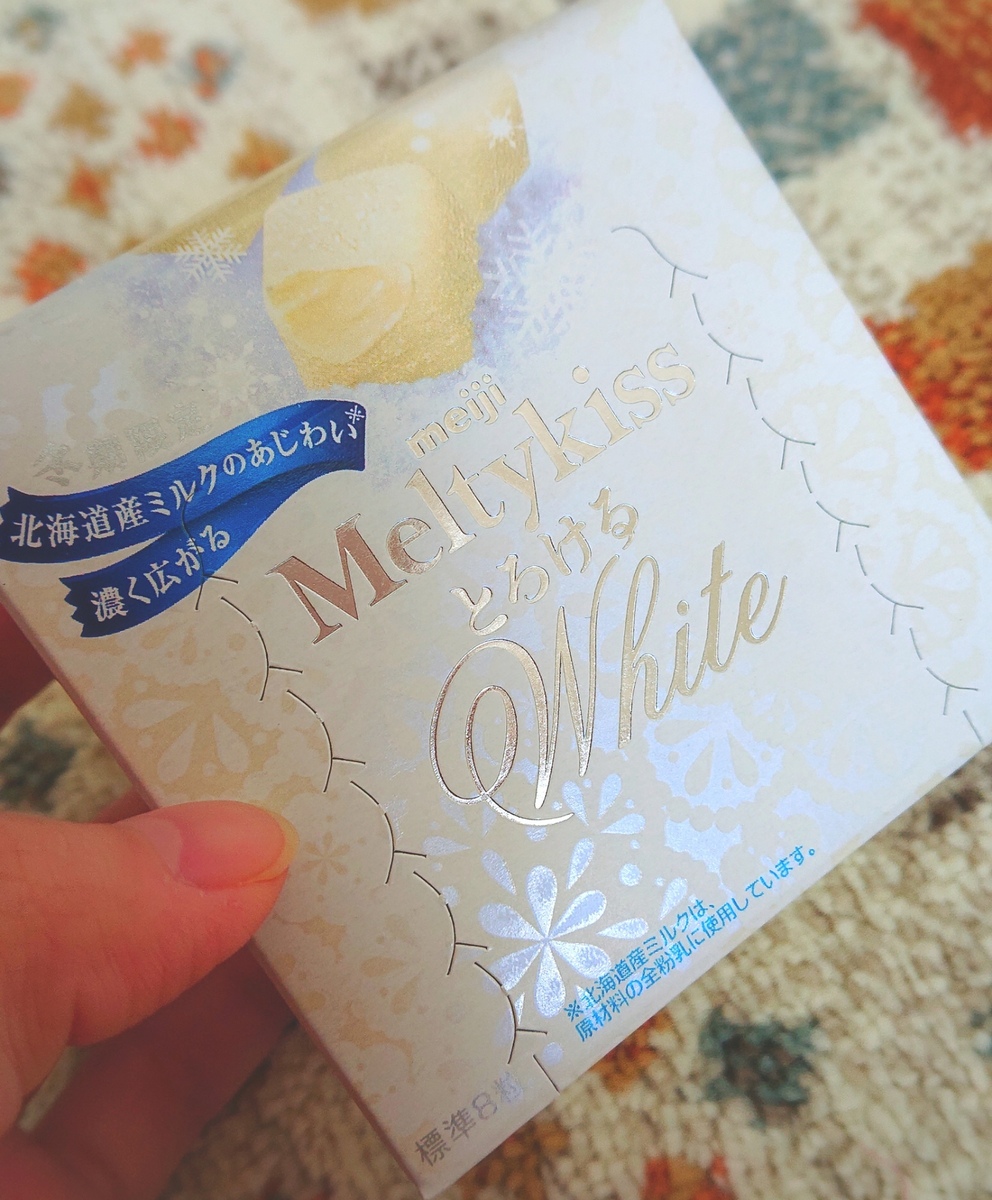 北海道産ミルクのあじわい※
濃く広がる
meiji
Meltykiss
とろける
White
※北海道産ミルクは、
原材料の全粉乳に使用しています。
標準8粒